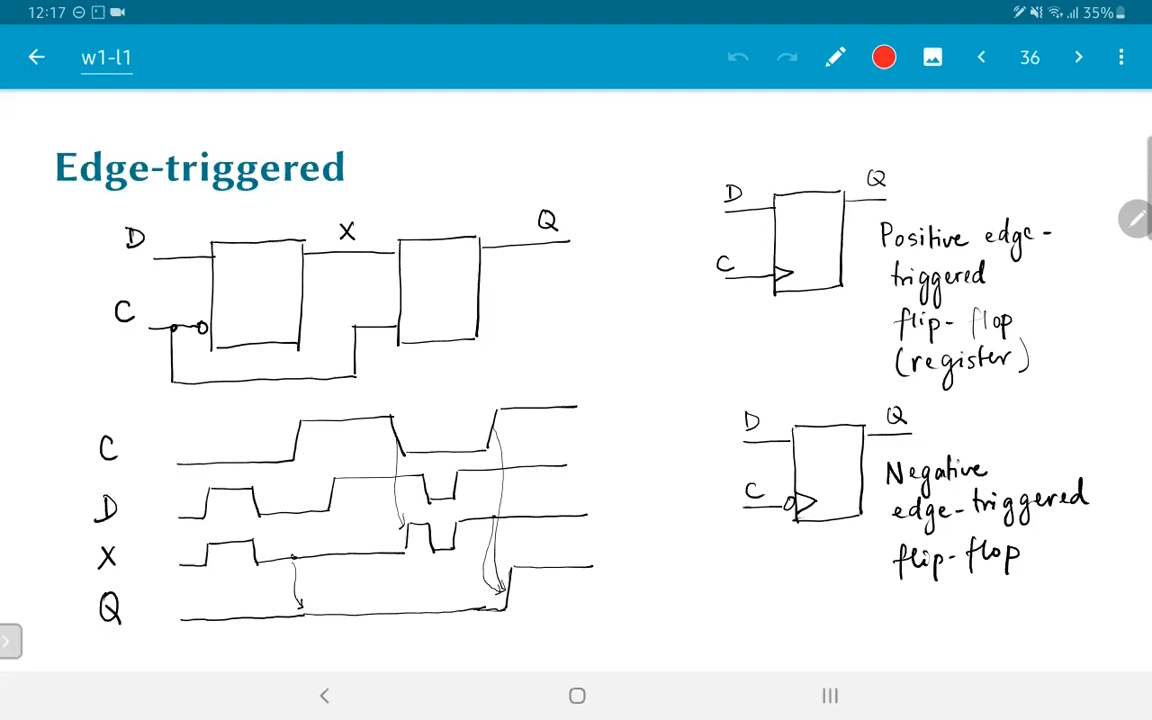 12:17
35%
w1-l1
36
Edge-triggered
D
X
Q
C
C
D
X
Q
D
Q
C
Positive edge-
triggered
flip-flop
(register)
D
Q
C
Negative
edge-triggered
flip-flop